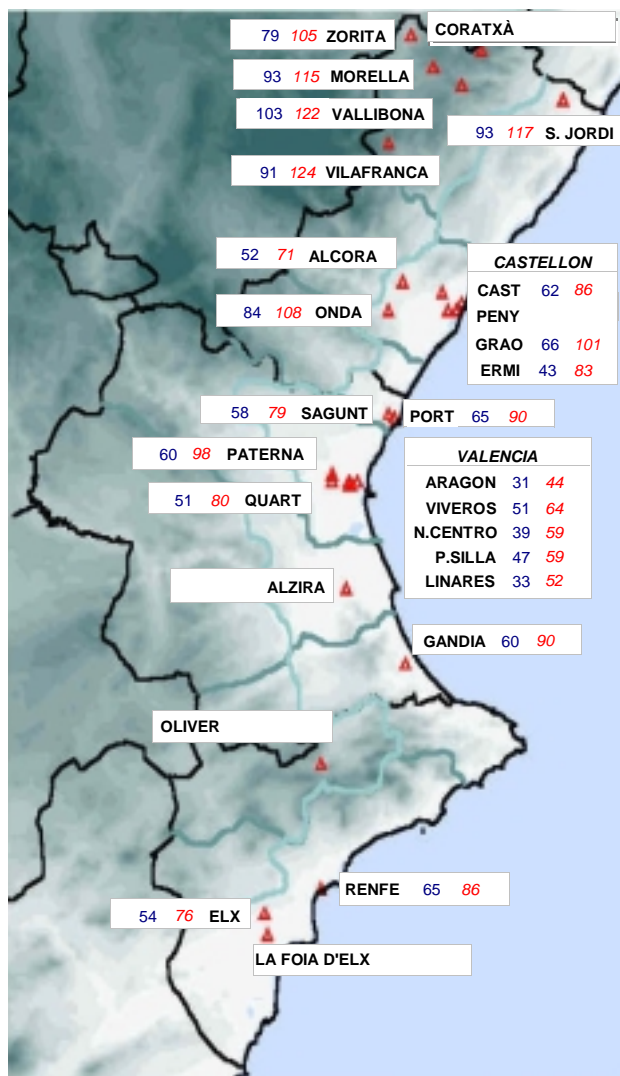 79 105 ZORITA
CORATXÀ
93 115 MORELLA
103 122 VALLIBONA
93 117 S. JORDI
91 124 VILAFRANCA
52 71 ALCORA
84 108 ONDA
CASTELLON
CAST 62 86
PENY
GRAO 66 101
ERMI 43 83
58 79 SAGUNT
PORT 65 90
60 98 PATERNA
51 80 QUART
VALENCIA
ARAGON 31 44
VIVEROS 51 64
N.CENTRO 39 59
P.SILLA 47 59
LINARES 33 52
ALZIRA
GANDIA 60 90
OLIVER
RENFE 65 86
54 76 ELX
LA FOIA D'ELX